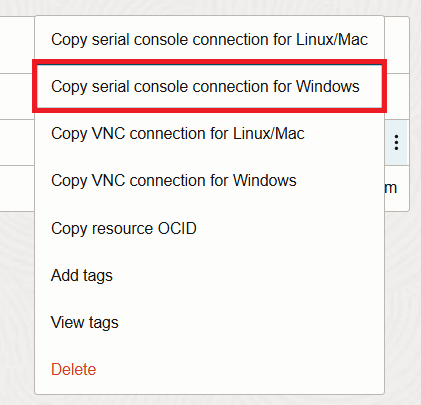 Copy serial console connection for Linux/Mac
Copy serial console connection for Windows
Copy VNC connection for Linux/Mac
Copy VNC connection for Windows
m
Copy resource OCID
Add tags
View tags
Delete